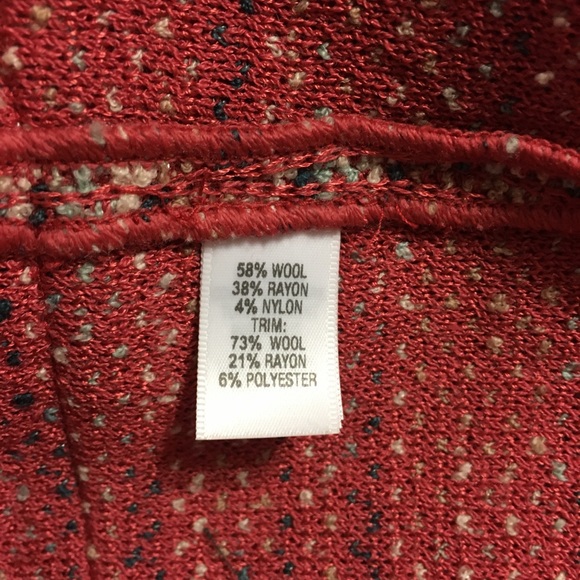 58% WOOL
38% RAYON
4% NYLON
TRIM:
73% WOOL
21% RAYON
6% POLYESTER